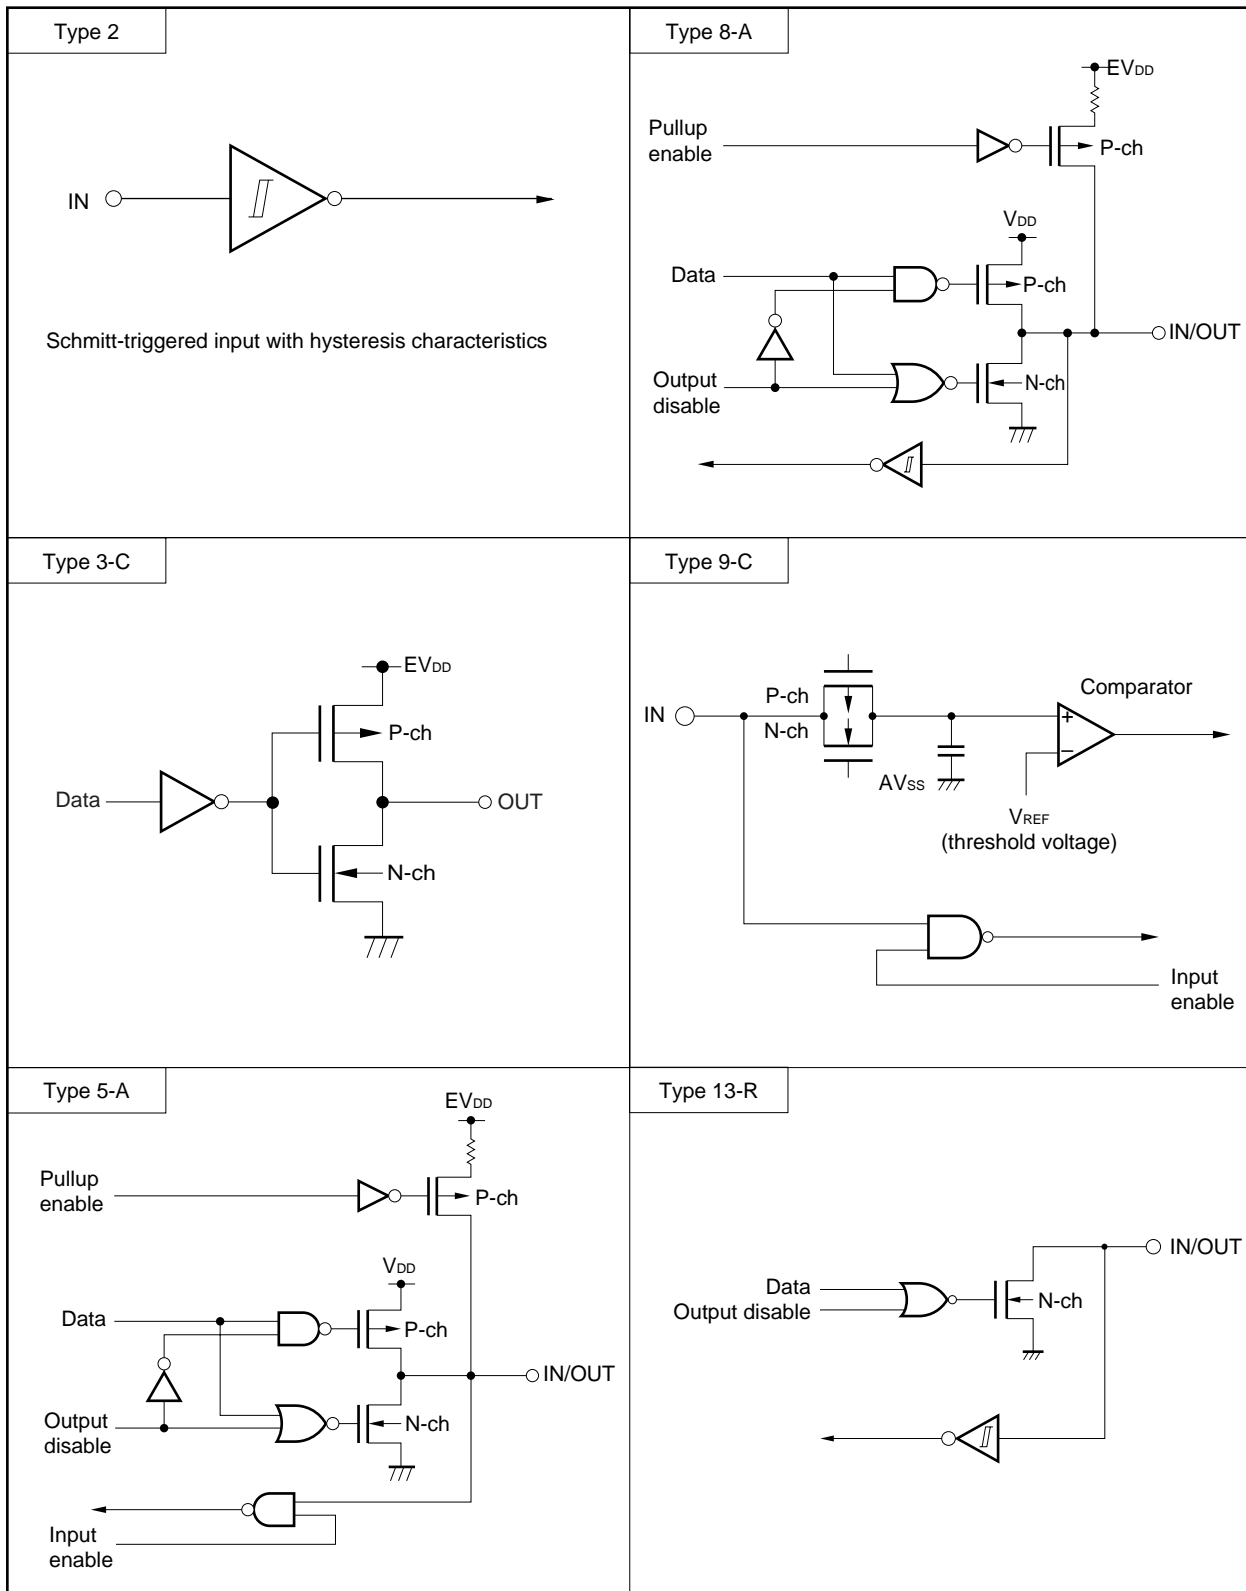 Type 2
IN
Schmitt-triggered input with hysteresis characteristics
Type 8-A
EVDD
Pullup
enable
P-ch
VDD
Data
P-ch
IN/OUT
Output
disable
N-ch
Type 3-C
EVDD
P-ch
Data
OUT
N-ch
Type 9-C
P-ch
Comparator
IN
N-ch
+
−
AVSS
VREF
(threshold voltage)
Input
enable
Type 5-A
EVDD
Pullup
enable
P-ch
VDD
Data
P-ch
IN/OUT
Output
disable
N-ch
Input
enable
Type 13-R
IN/OUT
Data
Output disable
N-ch